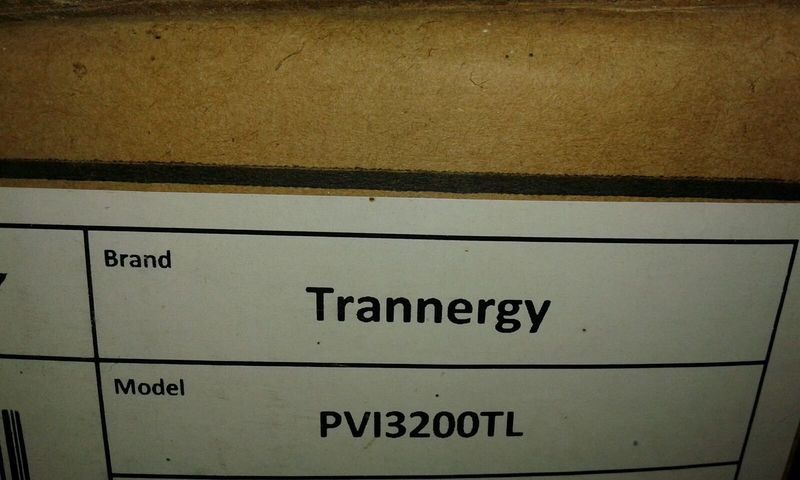 Brand
Trannergy
Model
PVI3200TL